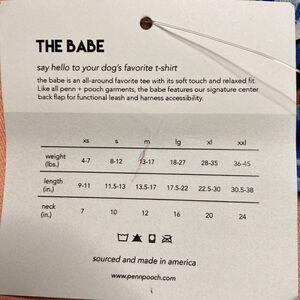 THE BABE
say hello to your dog's favorite t-shirt
the babe is an all-around favorite tee with its soft touch and relaxed fit.
Like all penn + pooch garments, the babe features our signature center
back flap for functional leash and harness accessibility.
xs s m lg xl xxl
weight (lbs.) 4-7 8-12 13-17 18-27 28-35 36-45
length (in.) 9-11 11.5-13 13.5-17 17.5-22 22.5-30 30.5-38
neck (in.) 7 10 12 16 20 24
sourced and made in america
www.pennpooch.com